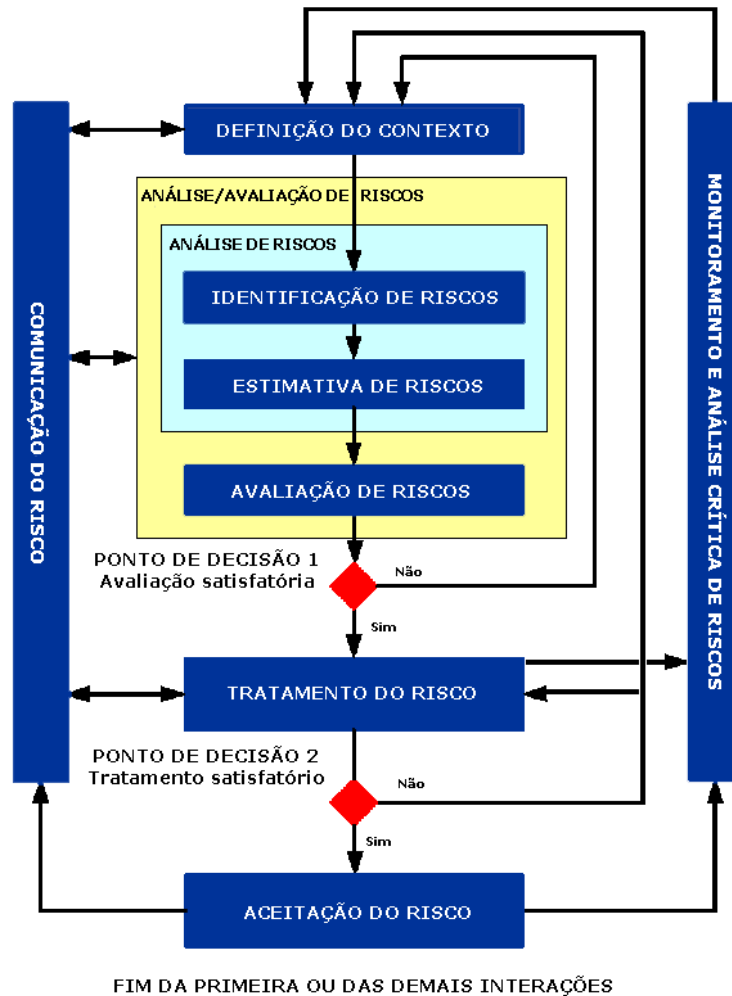 DEFINIÇÃO DO CONTEXTO
ANÁLISE/AVALIAÇÃO DE RISCOS
ANÁLISE DE RISCOS
IDENTIFICAÇÃO DE RISCOS
ESTIMATIVA DE RISCOS
AVALIAÇÃO DE RISCOS
COMUNICAÇÃO DO RISCO
MONITORAMENTO E ANÁLISE CRÍTICA DE RISCOS
PONTO DE DECISÃO 1
Avaliação satisfatória
Não
Sim
TRATAMENTO DO RISCO
PONTO DE DECISÃO 2
Tratamento satisfatório
Não
Sim
ACEITAÇÃO DO RISCO
FIM DA PRIMEIRA OU DAS DEMAIS INTERAÇÕES